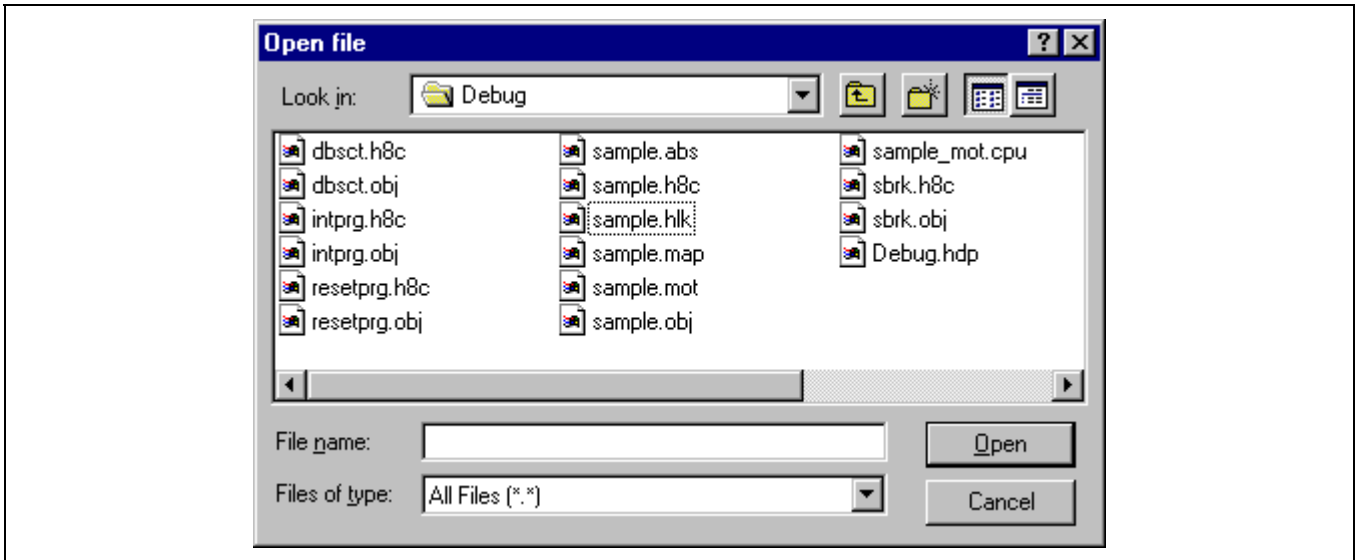 Open file
Look in: Debug
dbsct.h8c sample.abs sample_mot.cpu
dbsct.obj sample.h8c sbrk.h8c
intprg.h8c sample.hlk sbrk.obj
intprg.obj sample.map Debug.hdp
resetprg.h8c sample.mot
resetprg.obj sample.obj
File name: Open
Files of type: All Files (*.*) Cancel